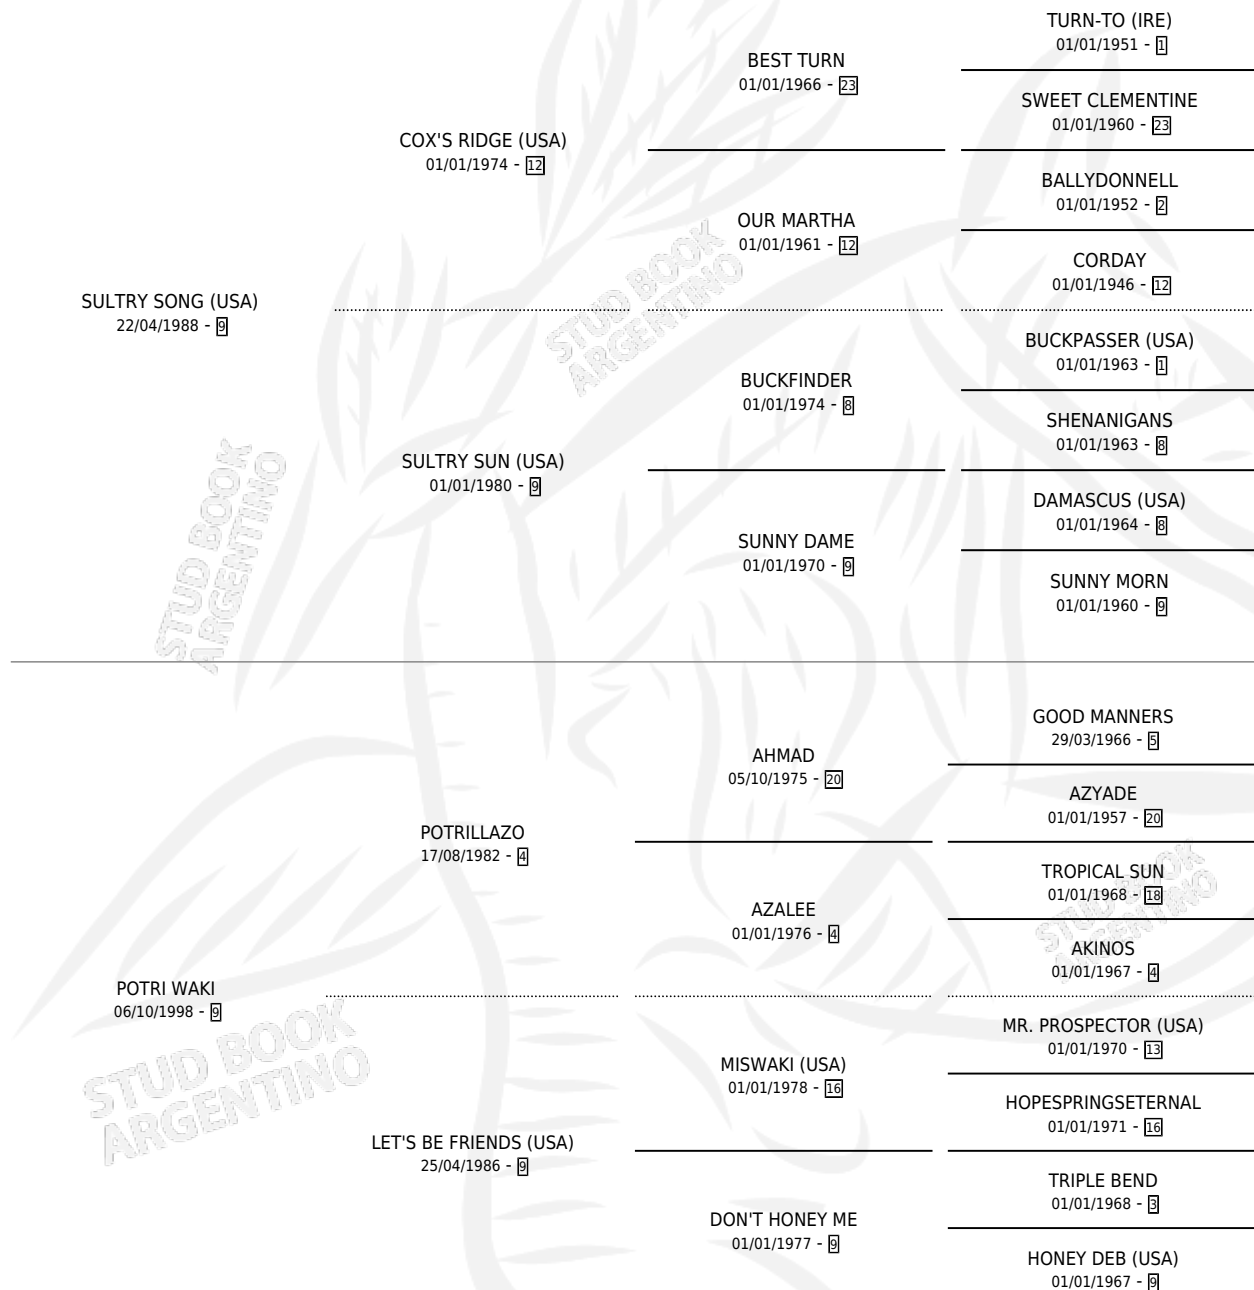 TURN-TO (IRE)
01/01/1951 - 1
BEST TURN
01/01/1966 - 23
SWEET CLEMENTINE
01/01/1960 - 23
COX'S RIDGE (USA)
01/01/1974 - 12
BALLYDONNELL
01/01/1952 - 2
OUR MARTHA
01/01/1961 - 12
CORDAY
01/01/1946 - 12
SULTRY SONG (USA)
22/04/1988 - 9
BUCKPASSER (USA)
01/01/1963 - 1
BUCKFINDER
01/01/1974 - 8
SHENANIGANS
01/01/1963 - 8
SULTRY SUN (USA)
01/01/1980 - 9
DAMASCUS (USA)
01/01/1964 - 8
SUNNY DAME
01/01/1970 - 9
SUNNY MORN
01/01/1960 - 9
GOOD MANNERS
29/03/1966 - 5
AHMAD
05/10/1975 - 20
AZYADE
01/01/1957 - 20
POTRILLAZO
17/08/1982 - 4
TROPICAL SUN
01/01/1968 - 18
AZALEE
01/01/1976 - 4
AKINOS
01/01/1967 - 4
POTRI WAKI
06/10/1998 - 9
MR. PROSPECTOR (USA)
01/01/1970 - 13
MISWAKI (USA)
01/01/1978 - 16
HOPESPRINGSETERNAL
01/01/1971 - 16
LET'S BE FRIENDS (USA)
25/04/1986 - 9
TRIPLE BEND
01/01/1968 - 3
DON'T HONEY ME
01/01/1977 - 9
HONEY DEB (USA)
01/01/1967 - 9
STUD BOOK
ARGENTINO
STUD BOOK
ARGENTINO
STUD BOOK
ARGENTINO
STUD BOOK
ARGENTINO